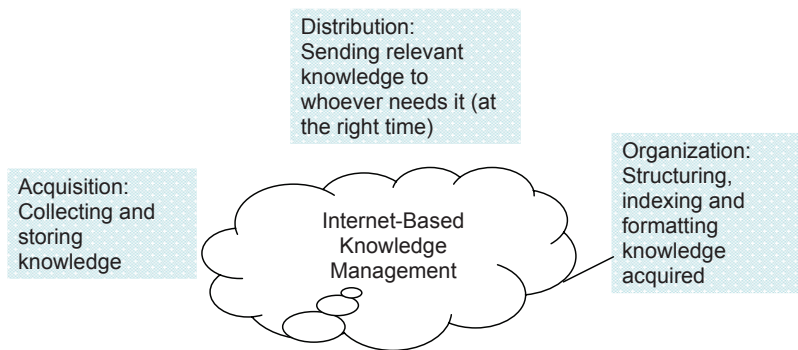 Distribution:
Sending relevant
knowledge to
whoever needs it (at
the right time)
Acquisition:
Collecting and
storing
knowledge
Internet-Based
Knowledge
Management
Organization:
Structuring,
indexing and
formatting
knowledge
acquired